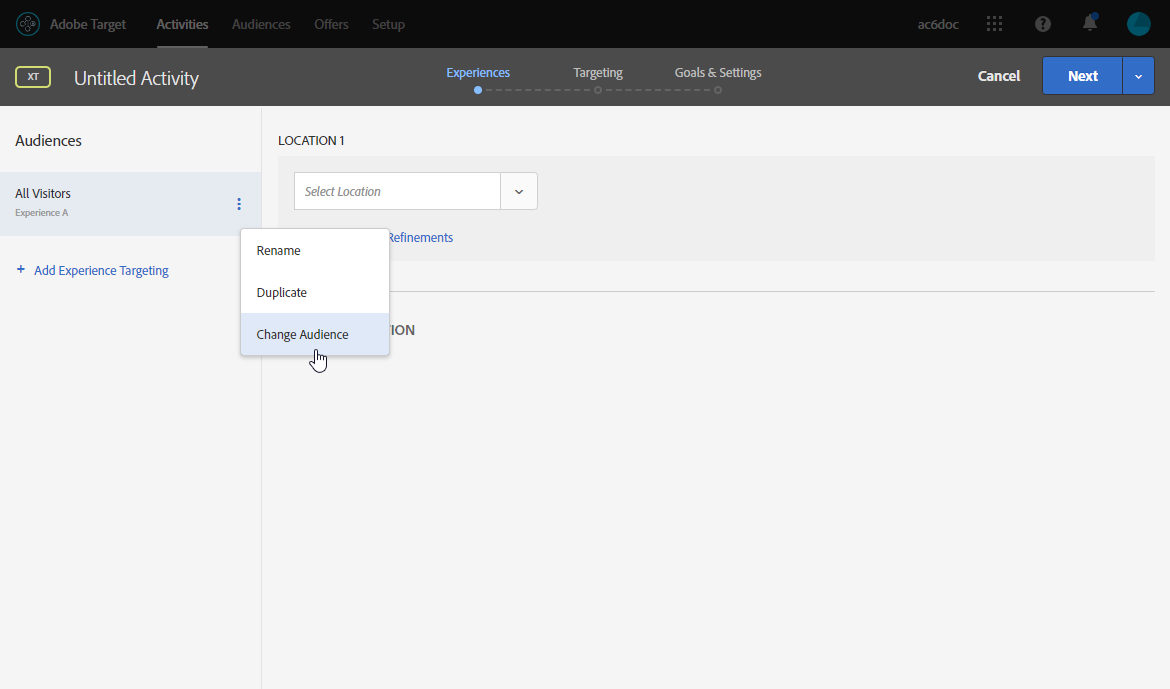 Adobe Target Activities Audiences Offers Setup ac6doc
XT Untitled Activity Experiences Targeting Goals & Settings Cancel Next
Audiences
All Visitors
Experience A
+ Add Experience Targeting
LOCATION 1
Select Location
Refinements
Rename
Duplicate
Change Audience